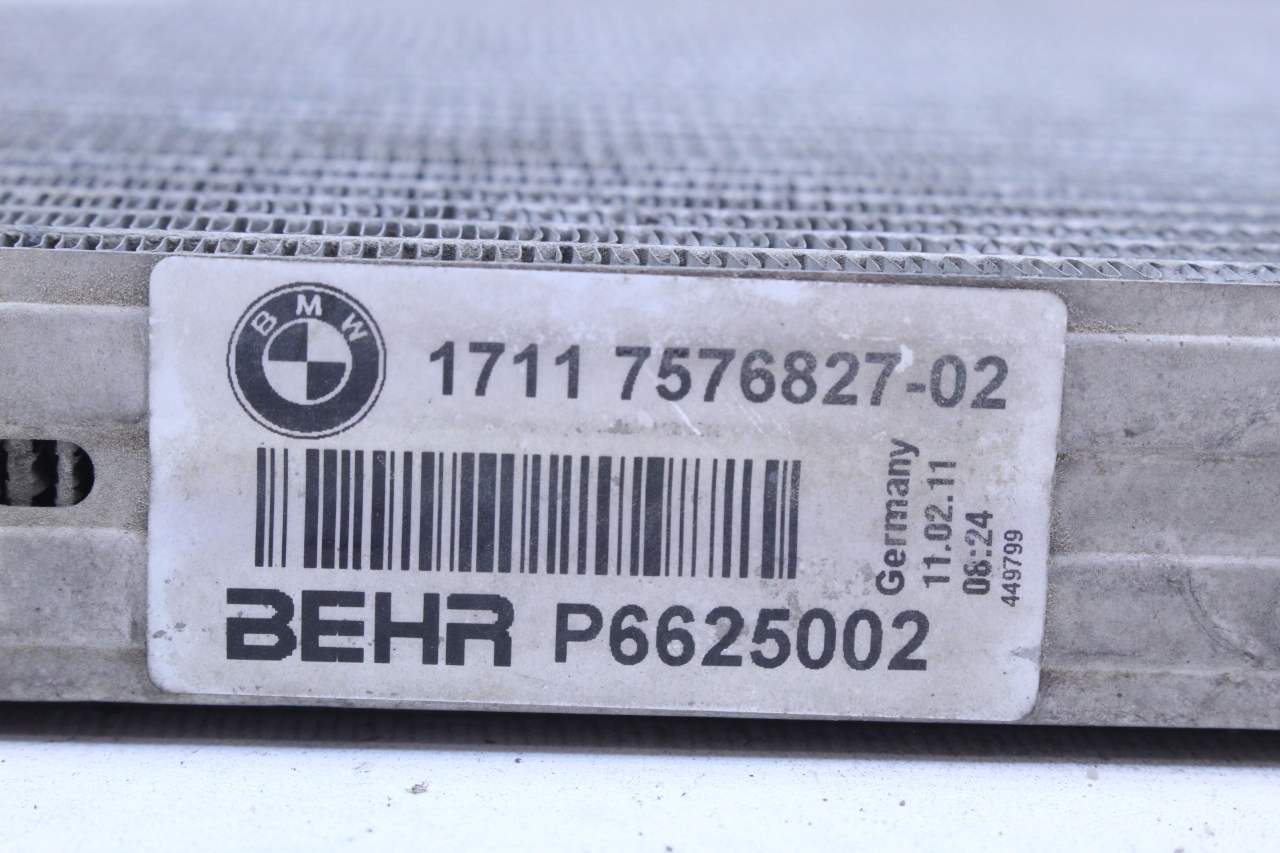 BMW
1711 7576827-02
Germany
11.02.11
08:24
449799
BEHR P6625002